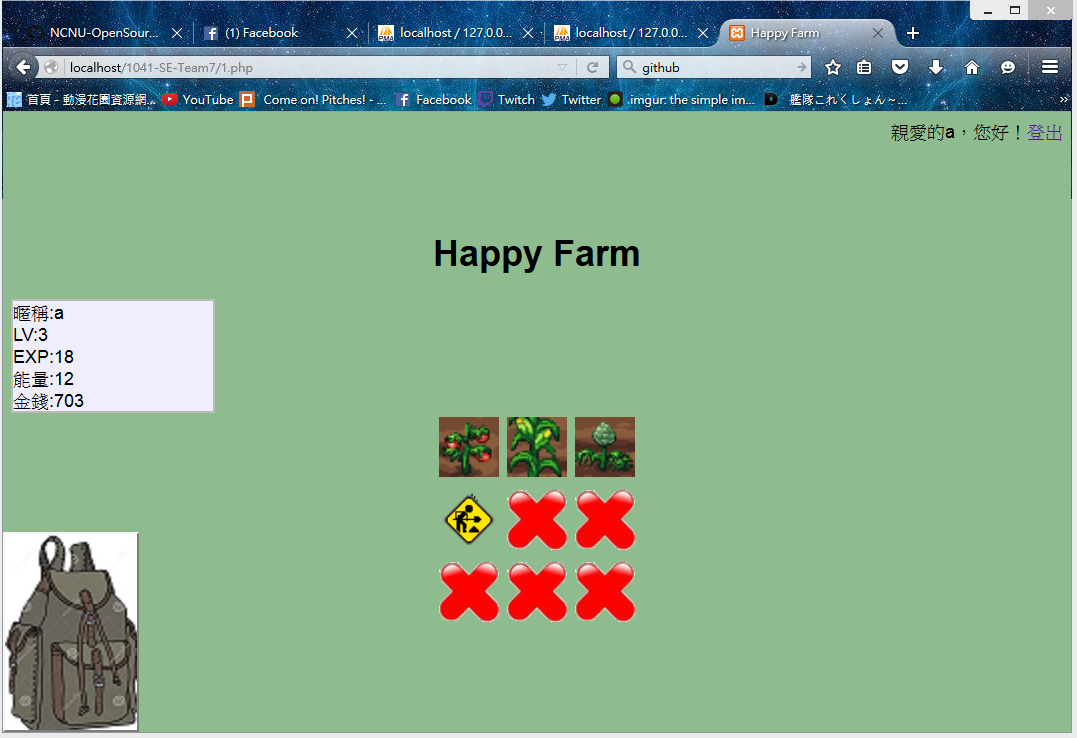 NCNU-OpenSour...
(1) Facebook
localhost / 127.0.0...
localhost / 127.0.0...
Happy Farm
localhost/1041-SE-Team7/1.php
github
首頁 - 動漫花園資源網...
YouTube
Come on! Pitches! - ...
Facebook
Twitch
Twitter
imgur: the simple im...
艦隊これくしょん～...
親愛的a，您好！登出
Happy Farm
暱稱:a
LV:3
EXP:18
能量:12
金錢:703